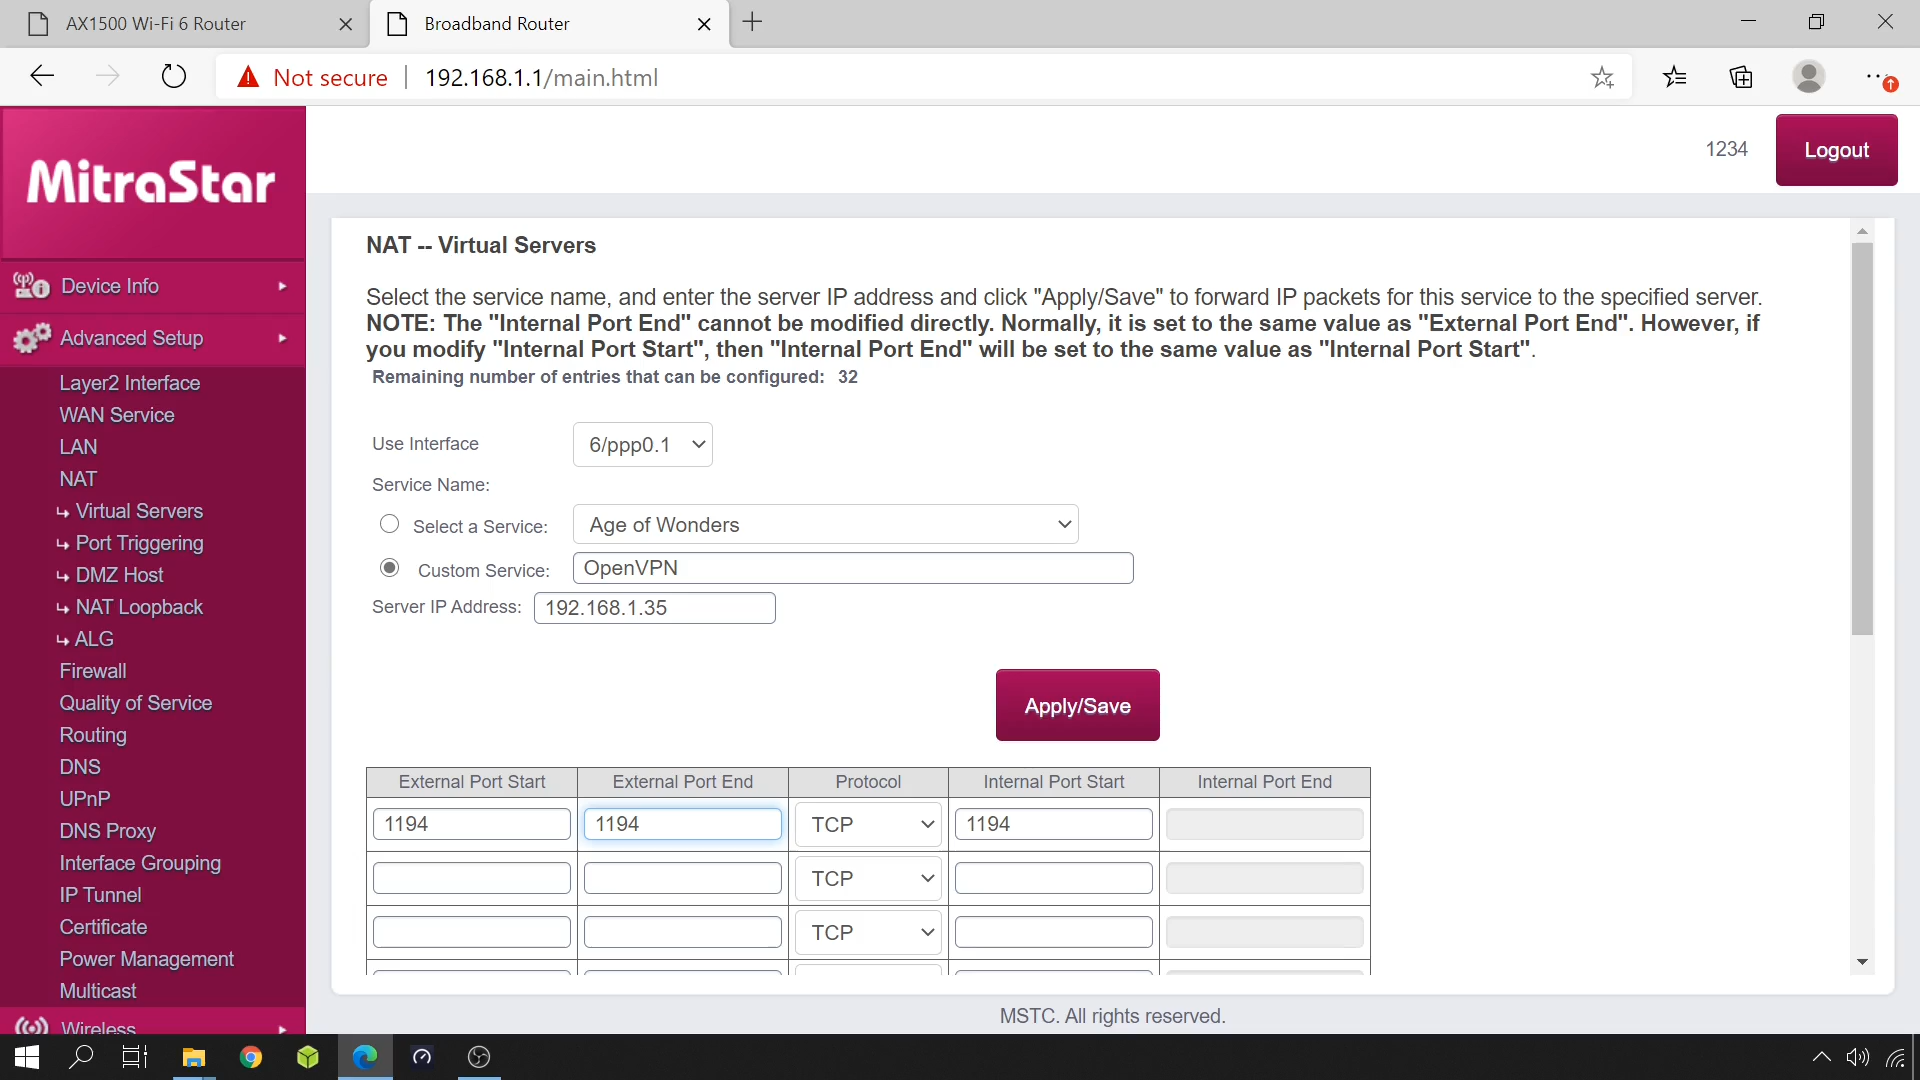 AX1500 Wi-Fi 6 Router
Broadband Router
Not secure
192.168.1.1/main.html
MitraStar
1234
Logout
Device Info
Advanced Setup
Layer2 Interface
WAN Service
LAN
NAT
Virtual Servers
Port Triggering
DMZ Host
NAT Loopback
ALG
Firewall
Quality of Service
Routing
DNS
UPnP
DNS Proxy
Interface Grouping
IP Tunnel
Certificate
Power Management
Multicast
Wireless
NAT -- Virtual Servers
Select the service name, and enter the server IP address and click "Apply/Save" to forward IP packets for this service to the specified server.
NOTE: The "Internal Port End" cannot be modified directly. Normally, it is set to the same value as "External Port End". However, if
you modify "Internal Port Start", then "Internal Port End" will be set to the same value as "Internal Port Start".
Remaining number of entries that can be configured: 32
Use Interface 6/ppp0.1
Service Name:
Select a Service: Age of Wonders
Custom Service: OpenVPN
Server IP Address: 192.168.1.35
Apply/Save
External Port Start External Port End Protocol Internal Port Start Internal Port End
1194 1194 TCP 1194
TCP
TCP
MSTC. All rights reserved.